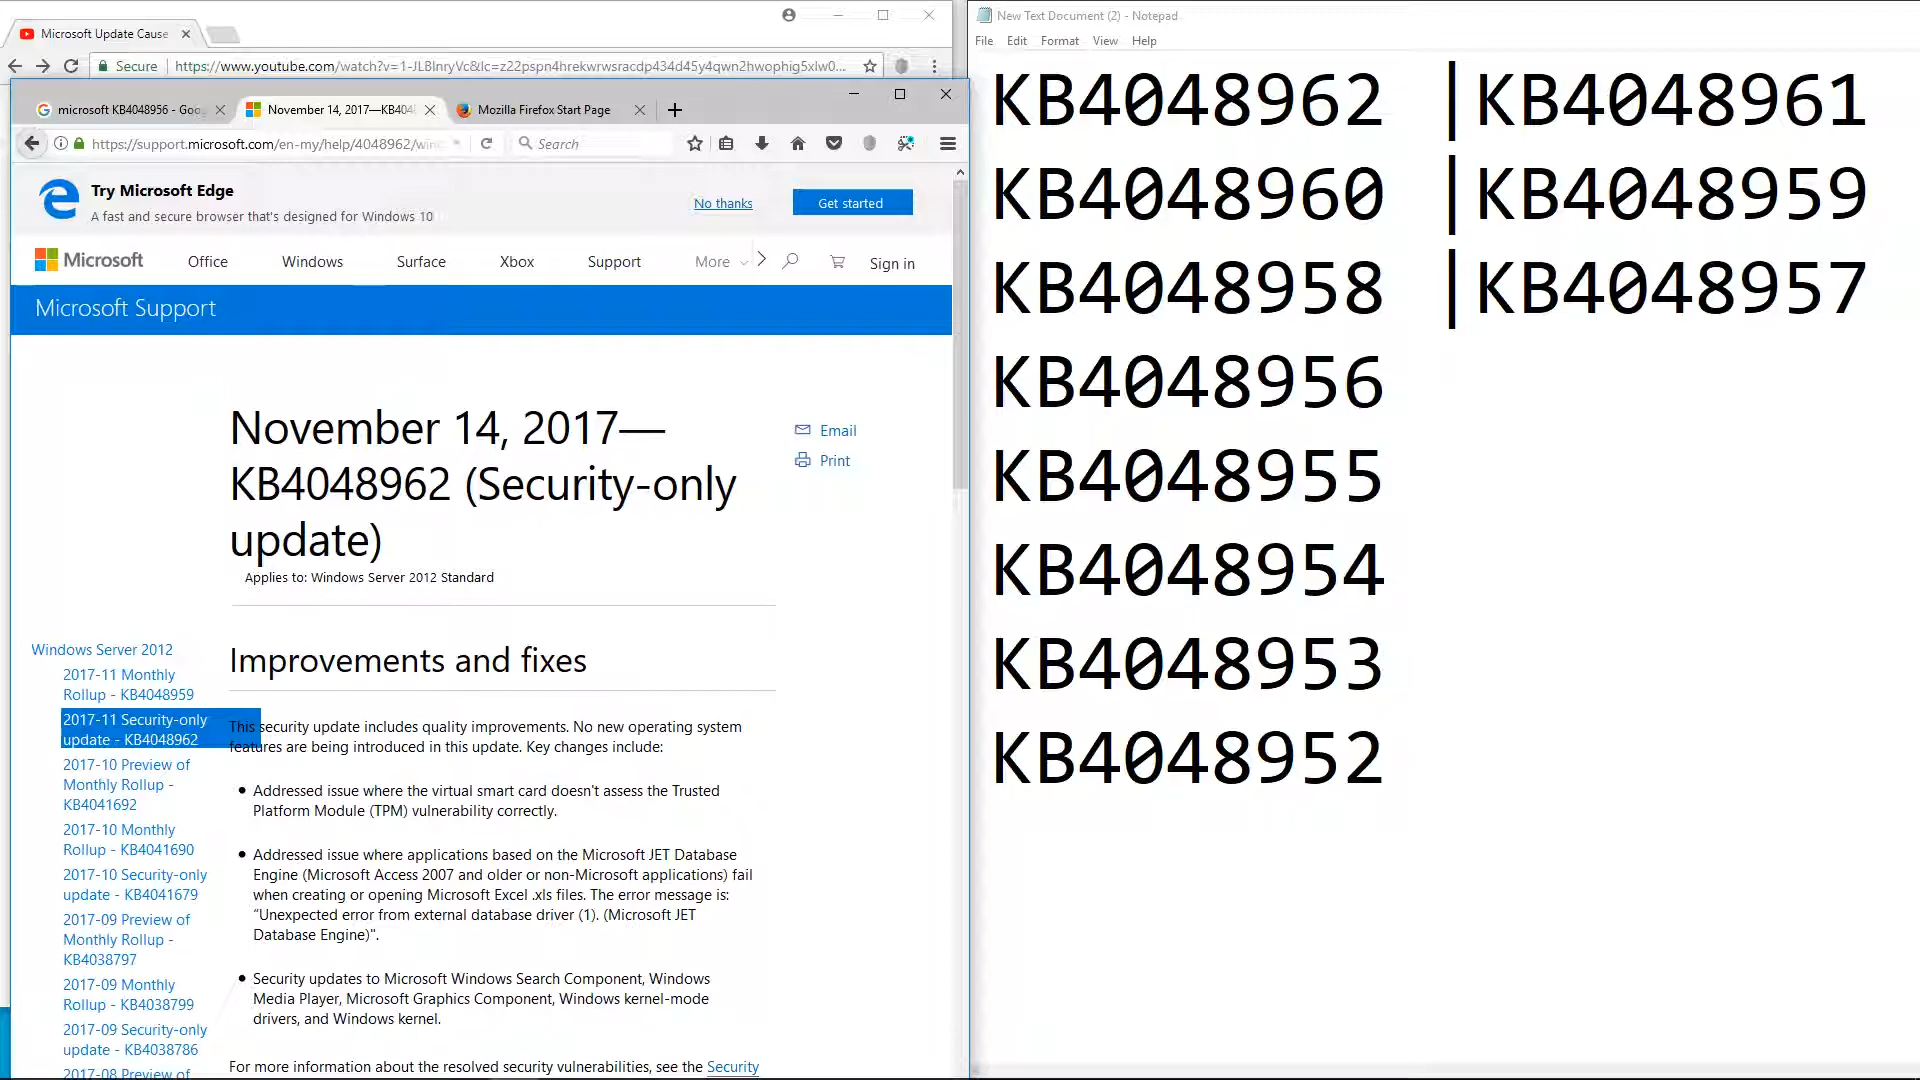 Microsoft Update Cause
Secure
https://www.youtube.com/watch?v=1-JLBInryVc&lc=z22pspn4hrekwrwsracdp434d45y4qwn2hwophig5xlw0...
microsoft KB4048956 - Goo
November 14, 2017—KB404
Mozilla Firefox Start Page
https://support.microsoft.com/en-my/help/4048962/win
Search
Try Microsoft Edge
A fast and secure browser that's designed for Windows 10
No thanks
Get started
Microsoft
Office
Windows
Surface
Xbox
Support
More
Sign in
Microsoft Support
November 14, 2017—
KB4048962 (Security-only
update)
Applies to: Windows Server 2012 Standard
Email
Print
Windows Server 2012
2017-11 Monthly
Rollup - KB4048959
2017-11 Security-only
update - KB4048962
2017-10 Preview of
Monthly Rollup -
KB4041692
2017-10 Monthly
Rollup - KB4041690
2017-10 Security-only
update - KB4041679
2017-09 Preview of
Monthly Rollup -
KB4038797
2017-09 Monthly
Rollup - KB4038799
2017-09 Security-only
update - KB4038786
2017-08 Preview of
Improvements and fixes
This security update includes quality improvements. No new operating system
features are being introduced in this update. Key changes include:
• Addressed issue where the virtual smart card doesn't assess the Trusted
Platform Module (TPM) vulnerability correctly.
• Addressed issue where applications based on the Microsoft JET Database
Engine (Microsoft Access 2007 and older or non-Microsoft applications) fail
when creating or opening Microsoft Excel .xls files. The error message is:
“Unexpected error from external database driver (1). (Microsoft JET
Database Engine)".
• Security updates to Microsoft Windows Search Component, Windows
Media Player, Microsoft Graphics Component, Windows kernel-mode
drivers, and Windows kernel.
For more information about the resolved security vulnerabilities, see the Security
New Text Document (2) - Notepad
File Edit Format View Help
KB4048962 |KB4048961
KB4048960 |KB4048959
KB4048958 |KB4048957
KB4048956
KB4048955
KB4048954
KB4048953
KB4048952